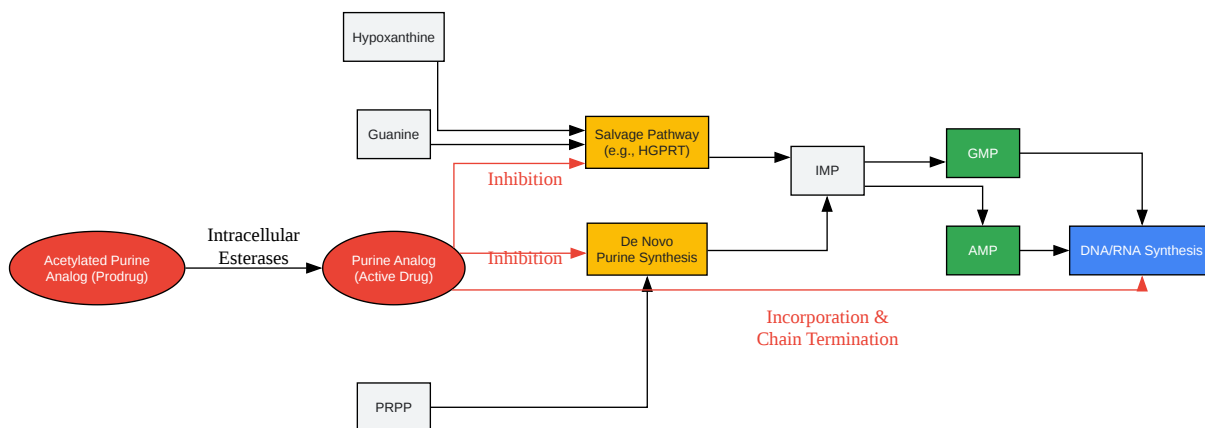 Hypoxanthine
Guanine
Salvage Pathway
(e.g., HGPRT)
Inhibition
IMP
GMP
AMP
DNA/RNA Synthesis
De Novo
Purine Synthesis
Inhibition
Intracellular
Esterases
Acetylated Purine
Analog (Prodrug)
Purine Analog
(Active Drug)
Incorporation &
Chain Termination
PRPP